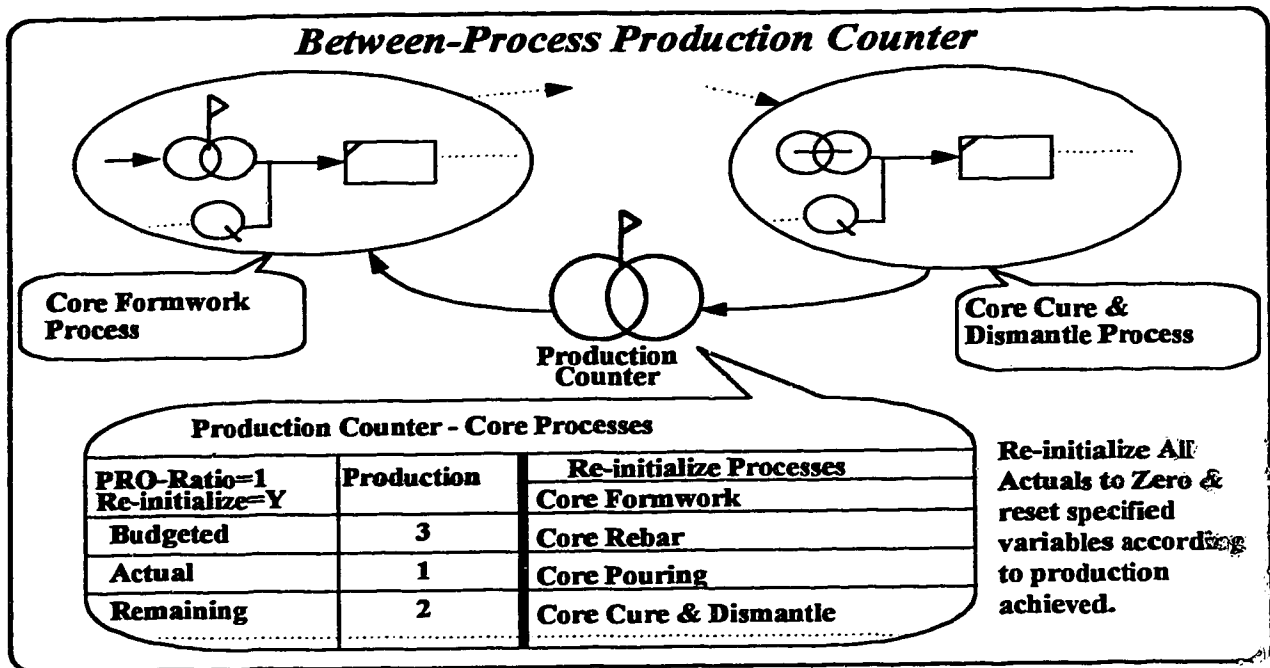 Between-Process Production Counter
Core Formwork
Process
Core Cure &
Dismantle Process
Production
Counter
Production Counter - Core Processes
PRO-Ratio=1
Re-initialize=Y
Production
Re-initialize Processes
Core Formwork
Budgeted 3 Core Rebar
Actual 1 Core Pouring
Remaining 2 Core Cure & Dismantle
Re-initialize All
Actuals to Zero &
reset specified
variables according
to production
achieved.